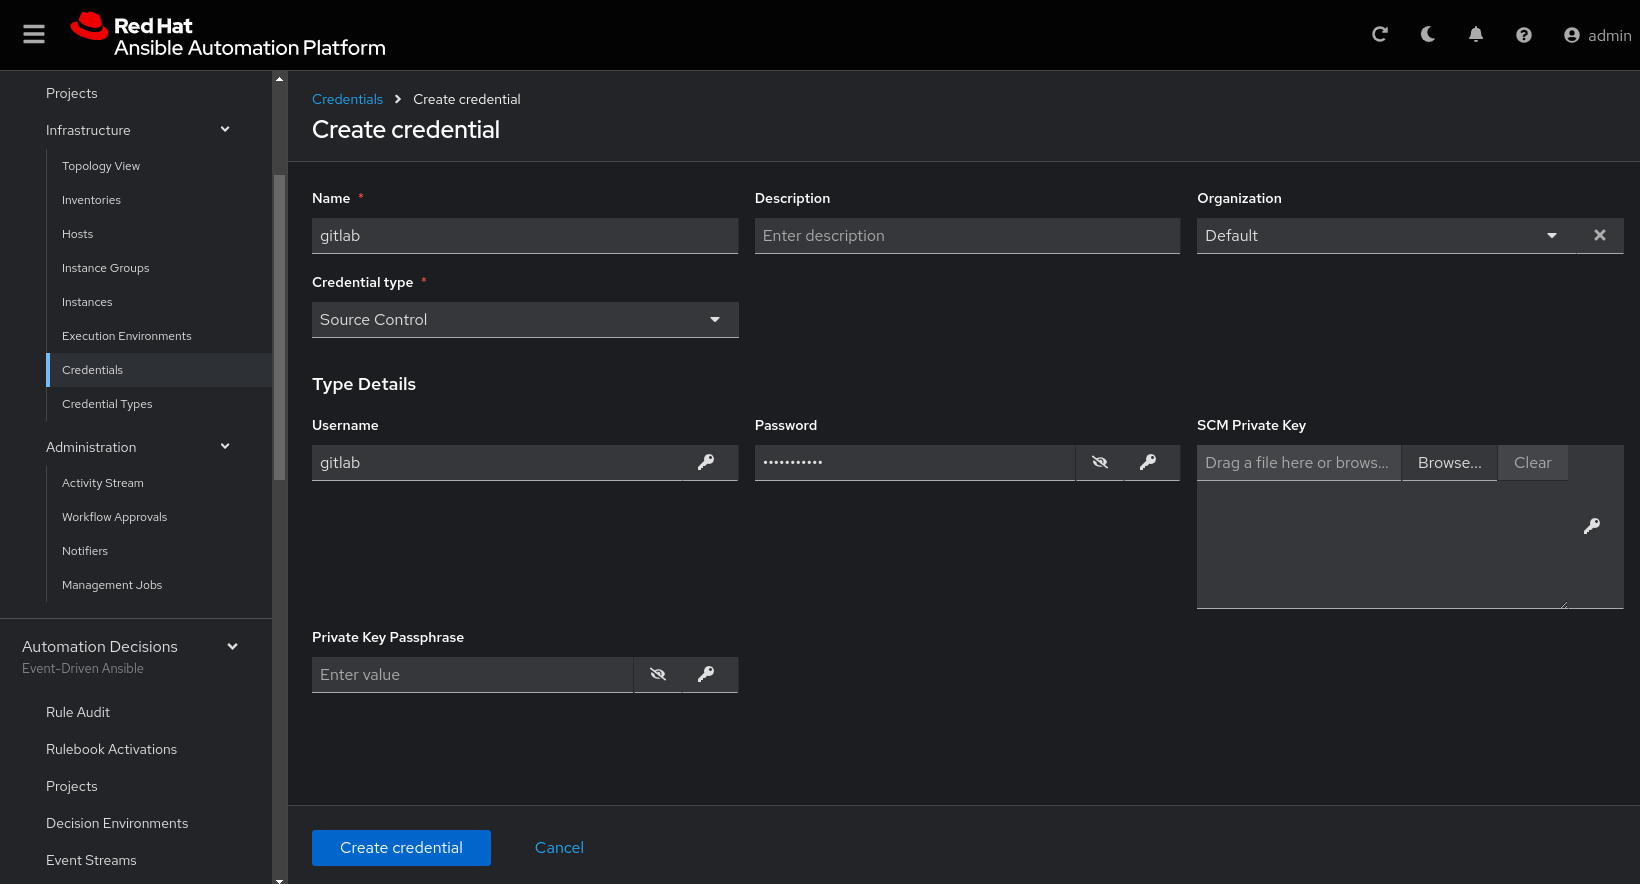 Red Hat
Ansible Automation Platform
admin
Projects
Infrastructure
Topology View
Inventories
Hosts
Instance Groups
Instances
Execution Environments
Credentials
Credential Types
Administration
Activity Stream
Workflow Approvals
Notifiers
Management Jobs
Automation Decisions
Event-Driven Ansible
Rule Audit
Rulebook Activations
Projects
Decision Environments
Event Streams
Credentials Create credential
Create credential
Name * Description Organization
gitlab Enter description Default
Credential type *
Source Control
Type Details
Username Password SCM Private Key
gitlab ••••••••••• Drag a file here or brows... Browse... Clear
Private Key Passphrase
Enter value
Create credential Cancel